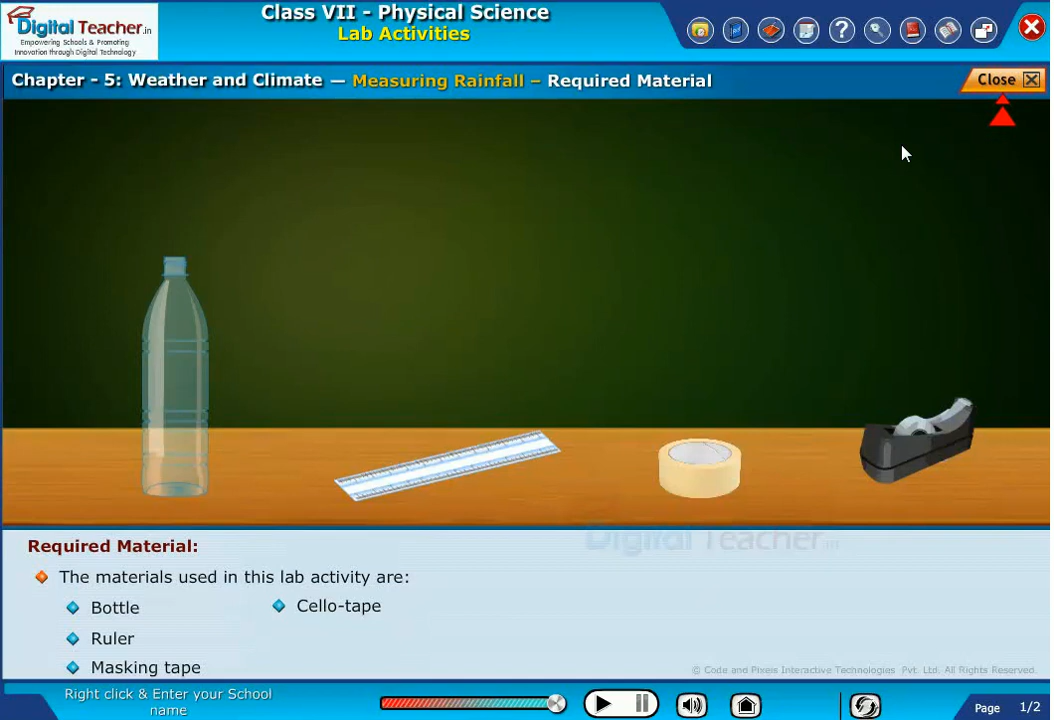 Digital Teacher.in
Empowering Schools & Promoting
Innovation through Digital Technology
Class VII - Physical Science
Lab Activities
Chapter - 5: Weather and Climate — Measuring Rainfall – Required Material
Close
Digital Teacher.in
Required Material:
The materials used in this lab activity are:
Bottle
Cello-tape
Ruler
Masking tape
© Code and Pixels Interactive Technologies Pvt. Ltd. All Rights Reserved.
Right click & Enter your School
name
Page 1/2